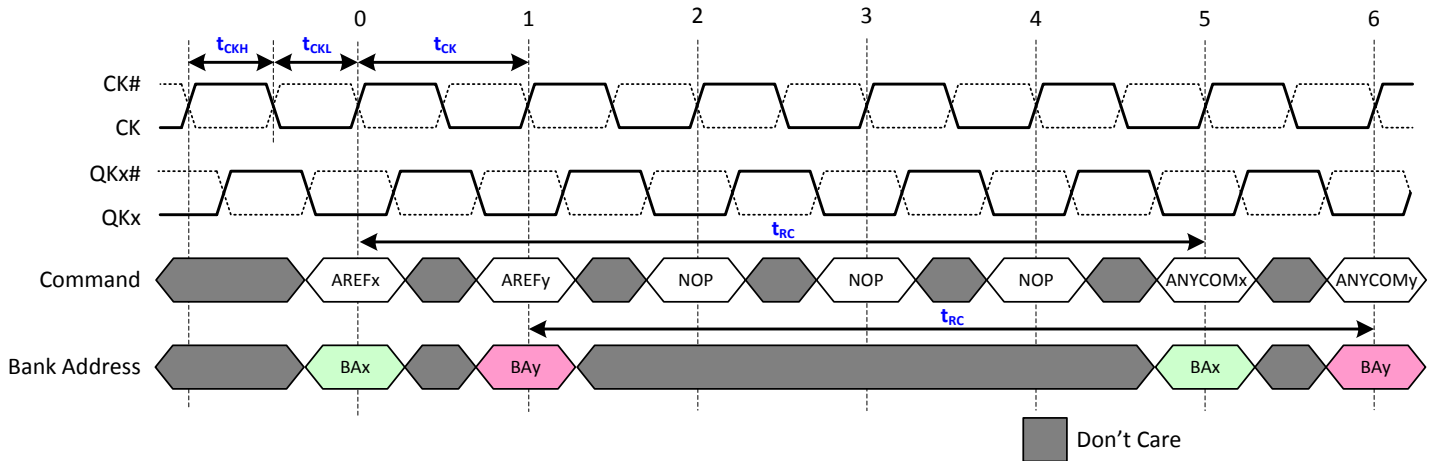 0 1 2 3 4 5 6
tCKH tCKL tCK
CK#
CK
QKx#
QKx
tRC
Command AREFx AREFy NOP NOP NOP ANYCOMx ANYCOMy
tRC
Bank Address BAx BAy BAx BAy
Don't Care